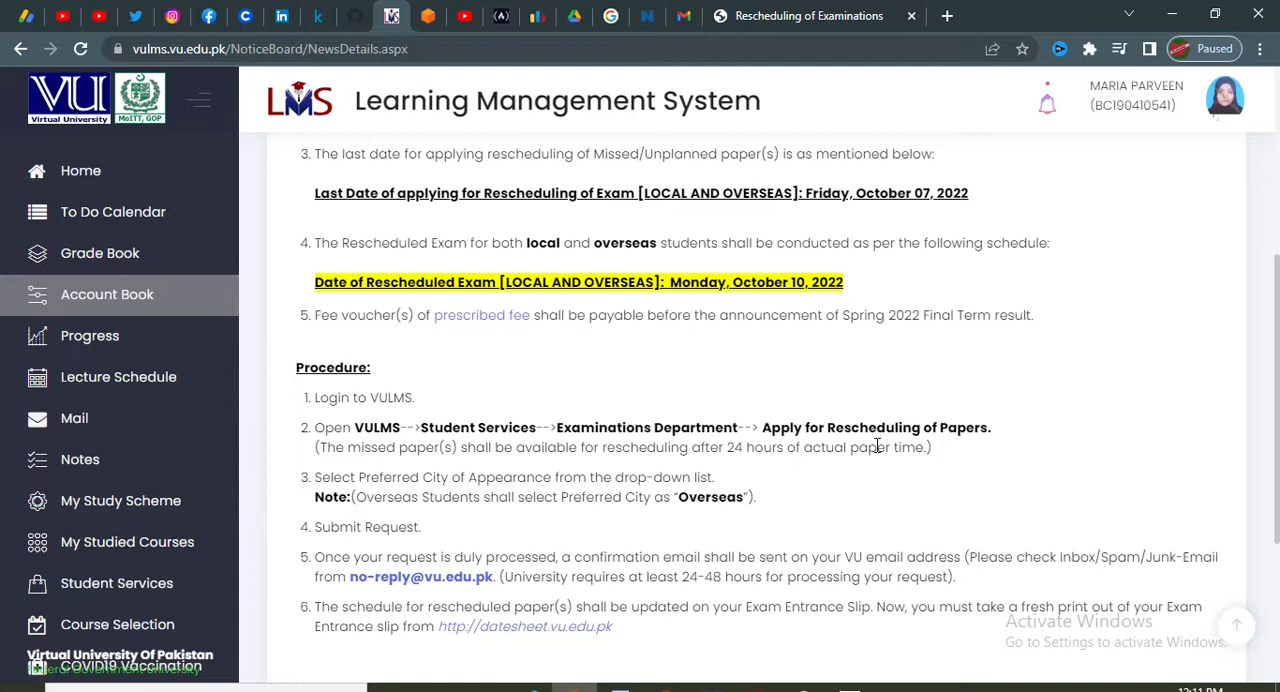 Rescheduling of Examinations
vulms.vu.edu.pk/NoticeBoard/NewsDetails.aspx
Paused
VU
Virtual University
MoITT, GOP
LMS
Learning Management System
MARIA PARVEEN
(BC190410541)
Home
To Do Calendar
Grade Book
Account Book
Progress
Lecture Schedule
Mail
Notes
My Study Scheme
My Studied Courses
Student Services
Course Selection
Virtual University Of Pakistan
COVID19 Vaccination
Federal Government University
3. The last date for applying rescheduling of Missed/Unplanned paper(s) is as mentioned below:
Last Date of applying for Rescheduling of Exam [LOCAL AND OVERSEAS]: Friday, October 07, 2022
4. The Rescheduled Exam for both local and overseas students shall be conducted as per the following schedule:
Date of Rescheduled Exam [LOCAL AND OVERSEAS]: Monday, October 10, 2022
5. Fee voucher(s) of prescribed fee shall be payable before the announcement of Spring 2022 Final Term result.
Procedure:
1. Login to VULMS.
2. Open VULMS-->Student Services-->Examinations Department--> Apply for Rescheduling of Papers.
(The missed paper(s) shall be available for rescheduling after 24 hours of actual paper time.)
3. Select Preferred City of Appearance from the drop-down list.
Note:(Overseas Students shall select Preferred City as “Overseas”).
4. Submit Request.
5. Once your request is duly processed, a confirmation email shall be sent on your VU email address (Please check Inbox/Spam/Junk-Email
from no-reply@vu.edu.pk. (University requires at least 24-48 hours for processing your request).
6. The schedule for rescheduled paper(s) shall be updated on your Exam Entrance Slip. Now, you must take a fresh print out of your Exam
Entrance slip from http://datesheet.vu.edu.pk
Activate Windows
Go to Settings to activate Windows.
12:11 PM